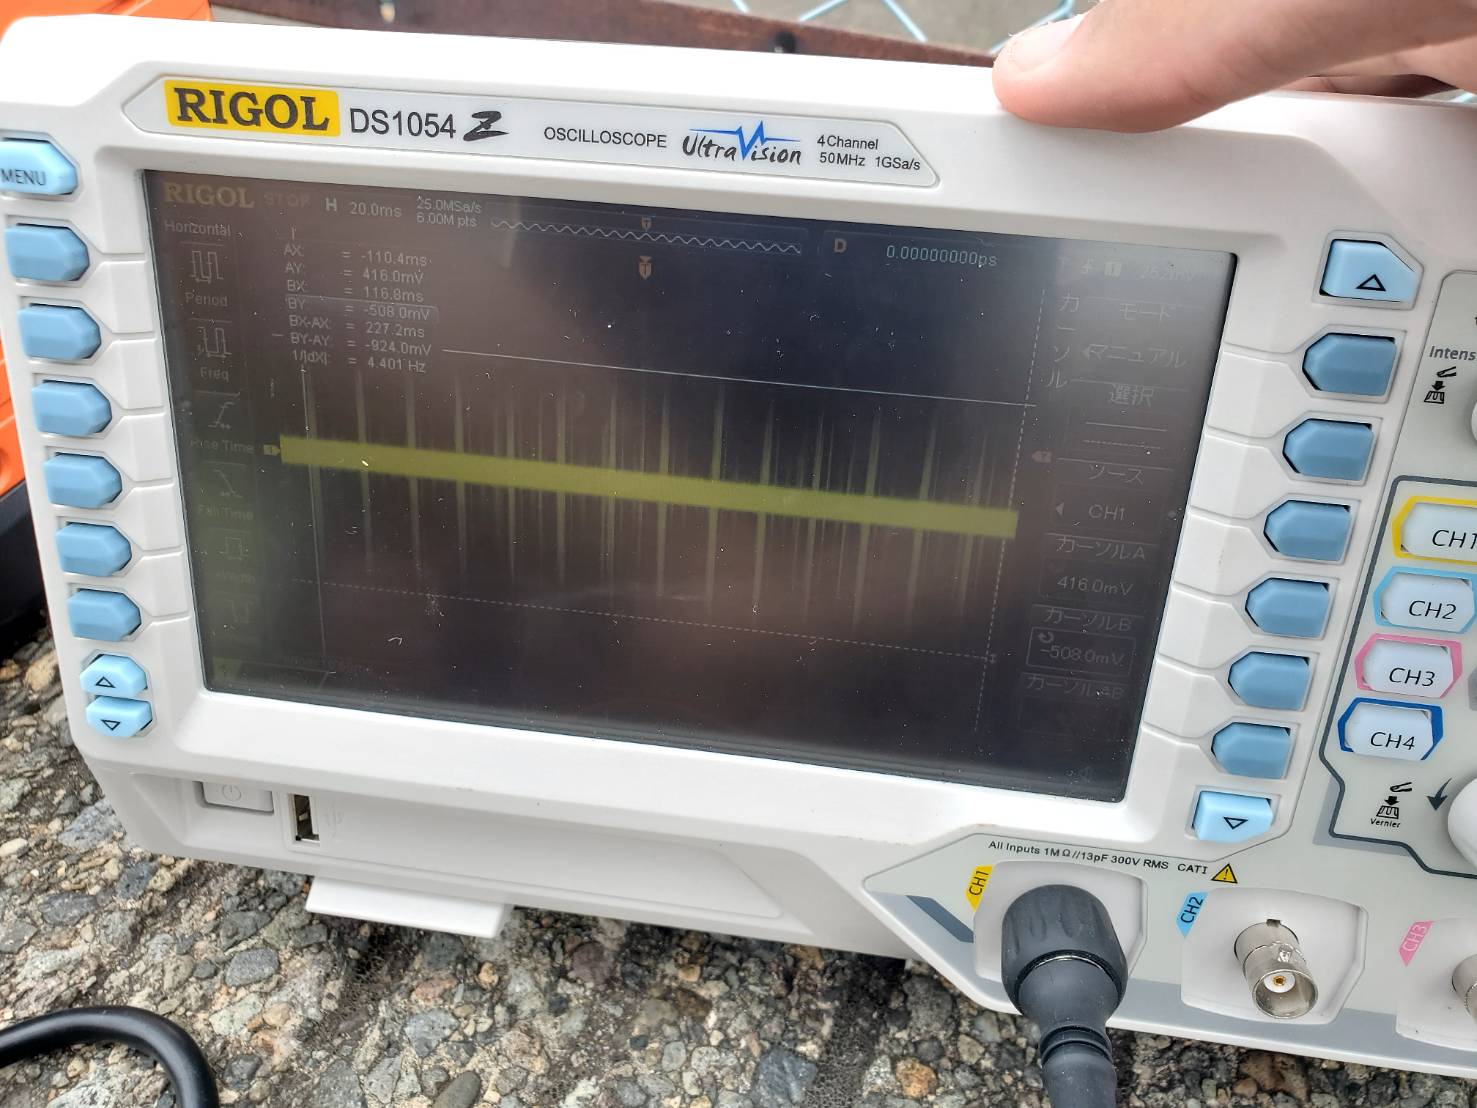 RIGOL DS1054 Z OSCILLOSCOPE UltraVision 4 Channel
50MHz 1GSa/s
MENU
RIGOL STOP H 20.0ms 25.0MSa/s
6.00M pts
D 0.00000000ps
Horizontal
Period
Freq
Rise Time
Fall Time
AX: = -110.4ms
AY: = 416.0mV
BX: = 116.8ms
BY: = -508.0mV
BX-AX: = 227.2ms
BY-AY: = -924.0mV
1/|dX|: = 4.401 Hz
カーソル
モード
マニュアル
選択
ソース
CH1
カーソルA
416.0mV
カーソルB
-508.0mV
カーソルAB
Intens
CH1
CH2
CH3
CH4
Vernier
All Inputs 1MΩ//13pF 300V RMS CATI
CH1
CH2
CH3